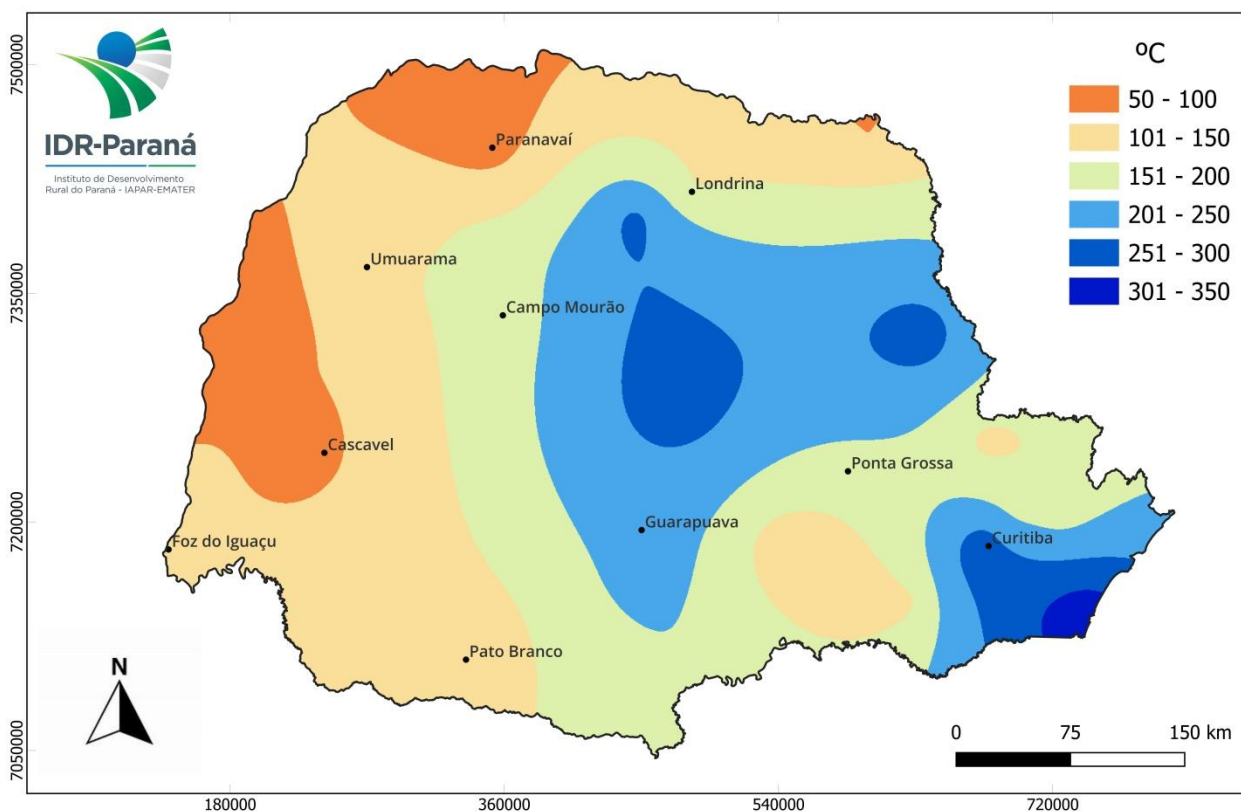 IDR-Paraná
Instituto de Desenvolvimento
Rural do Paraná - IAPAR-EMATER
ºC
50 - 100
101 - 150
151 - 200
201 - 250
251 - 300
301 - 350
Paranavaí
Londrina
Umuarama
Campo Mourão
Cascavel
Ponta Grossa
Guarapuava
Curitiba
Foz do Iguaçu
Pato Branco
N
0 75 150 km
7500000
7350000
7200000
7050000
180000 360000 540000 720000